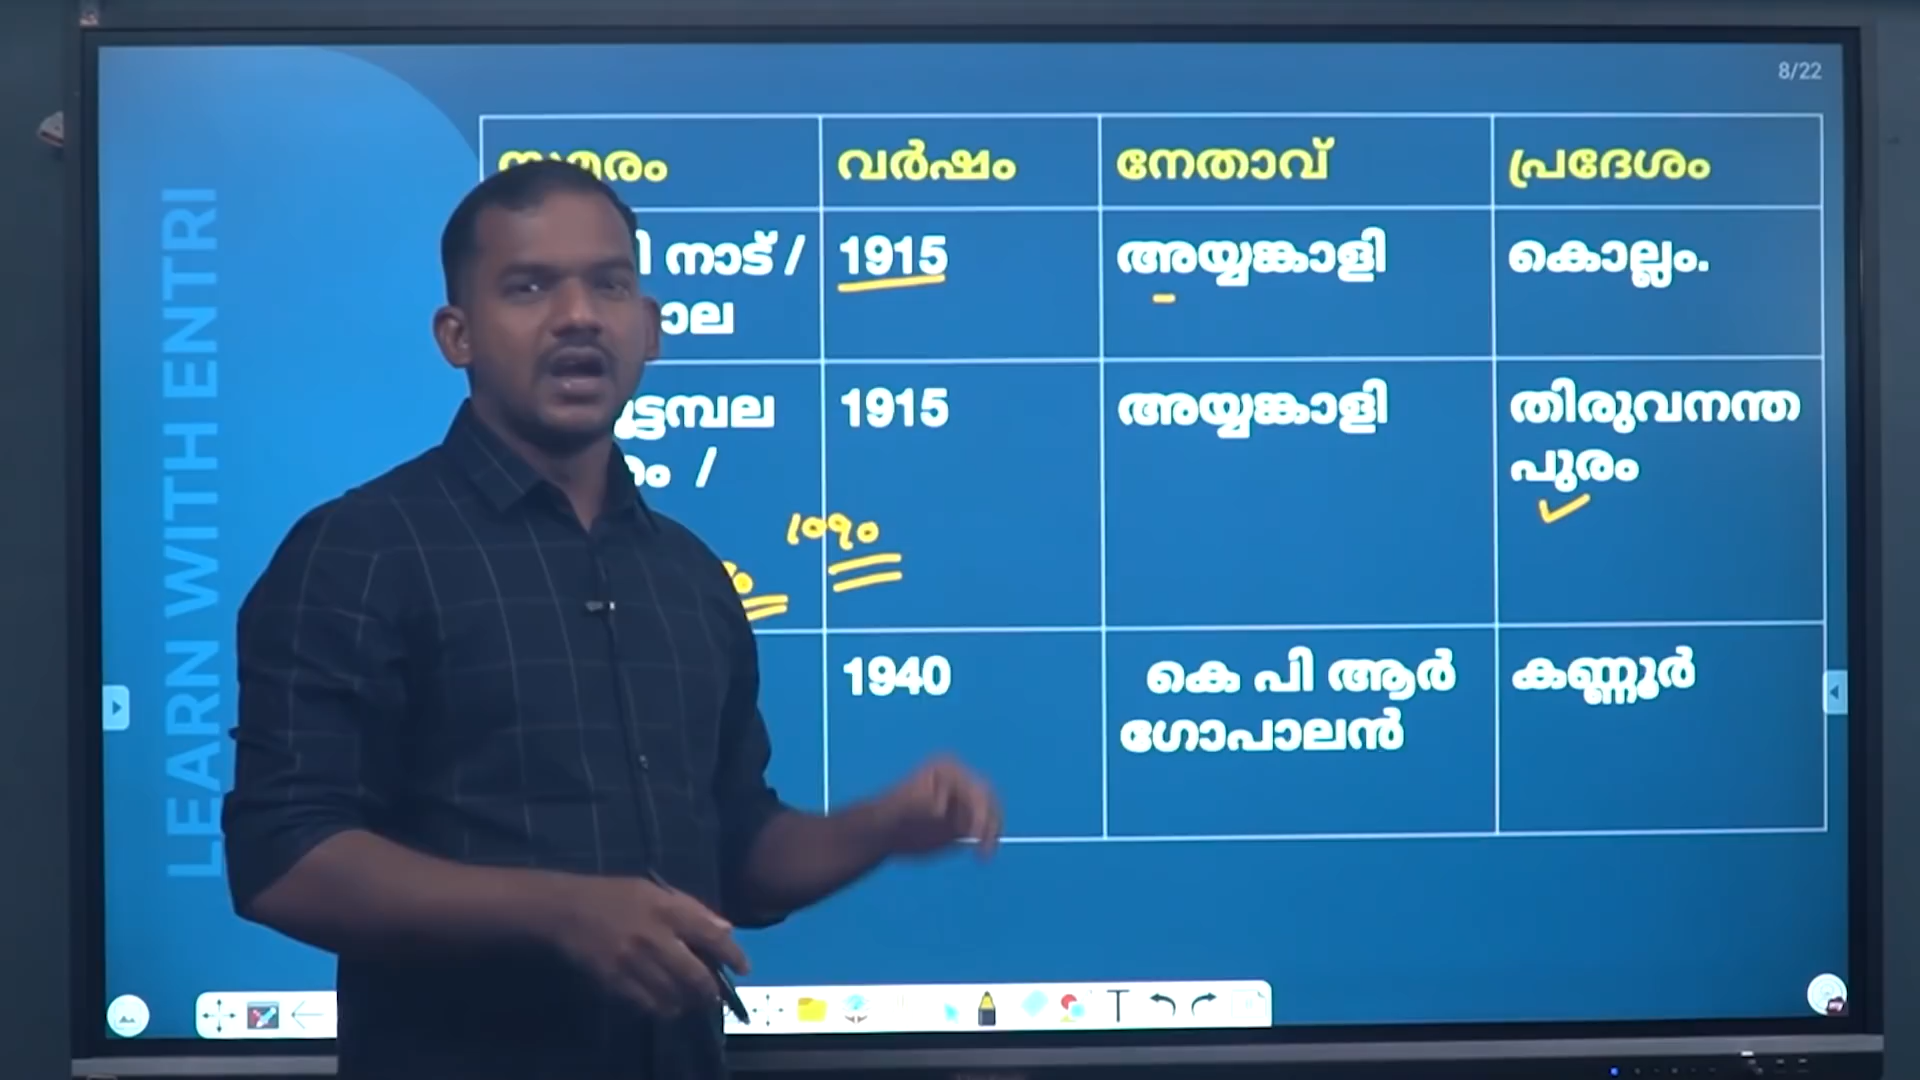 8/22
LEARN WITH ENTRI
വർഷം നേതാവ് പ്രദേശം
നാട് / 1915 അയ്യങ്കാളി കൊല്ലം.
1915 അയ്യങ്കാളി തിരുവനന്ത
പുരം
/
1940 കെ പി ആർ കണ്ണൂർ
ഗോപാലൻ
T